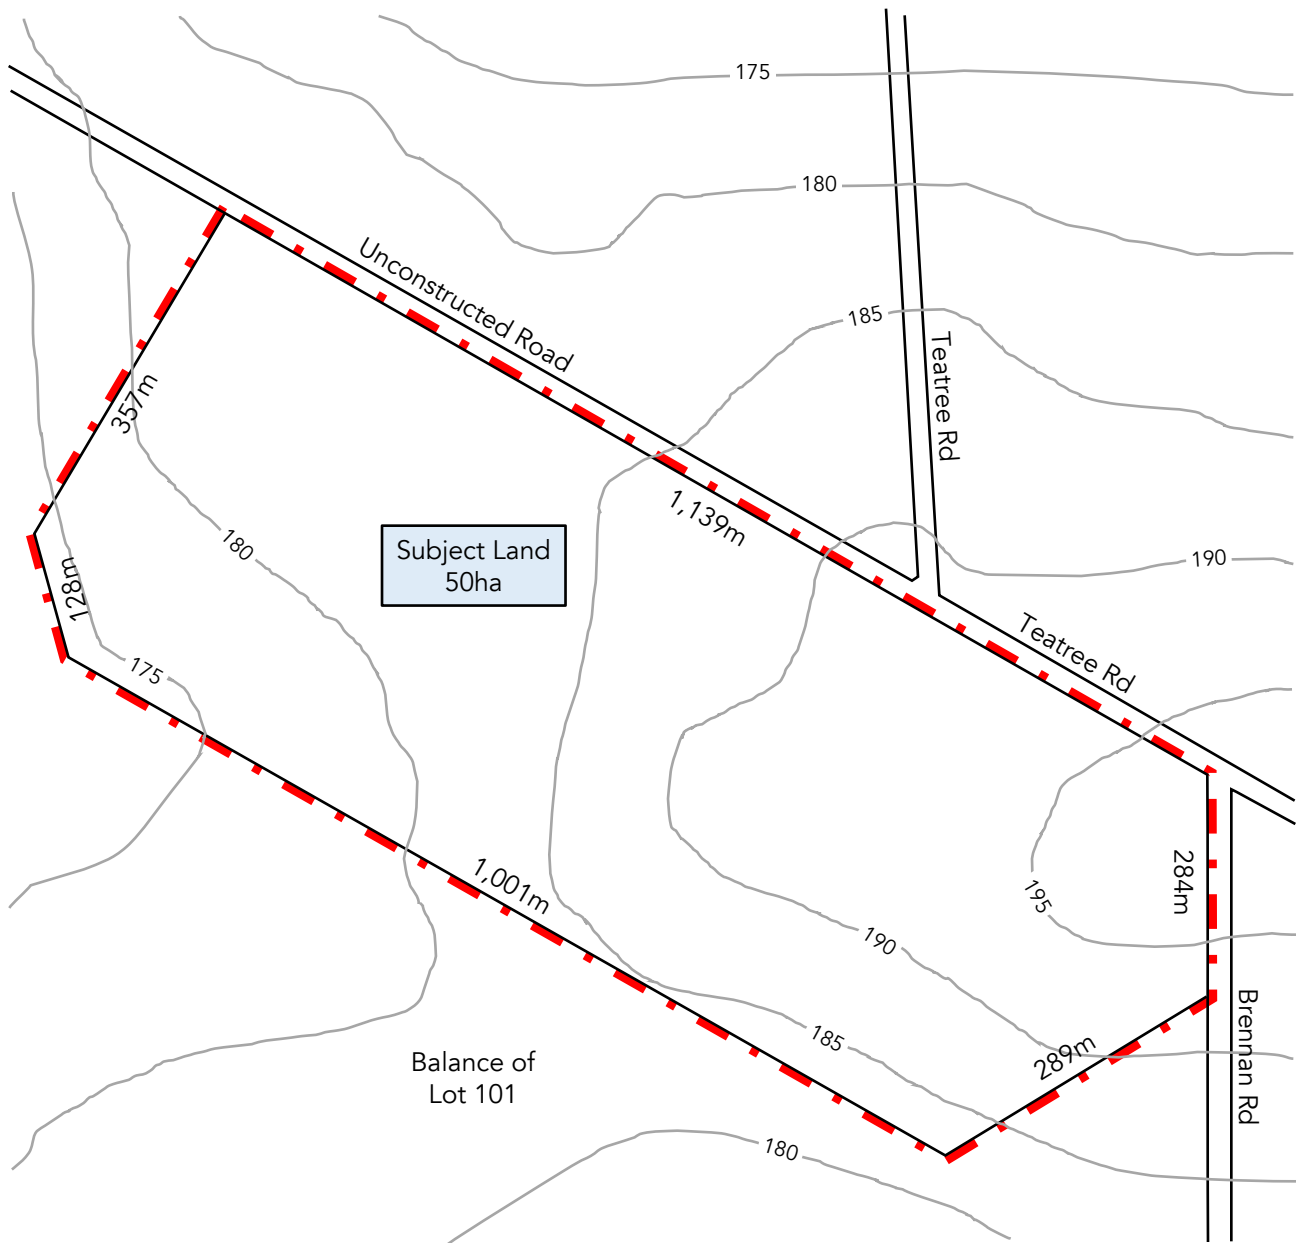 175
180
185
Unconstructed Road
Teatree Rd
357m
1,139m
Subject Land
50ha
180
190
128m
Teatree Rd
175
284m
1,001m
195
190
Brennan Rd
185
289m
Balance of
Lot 101
180